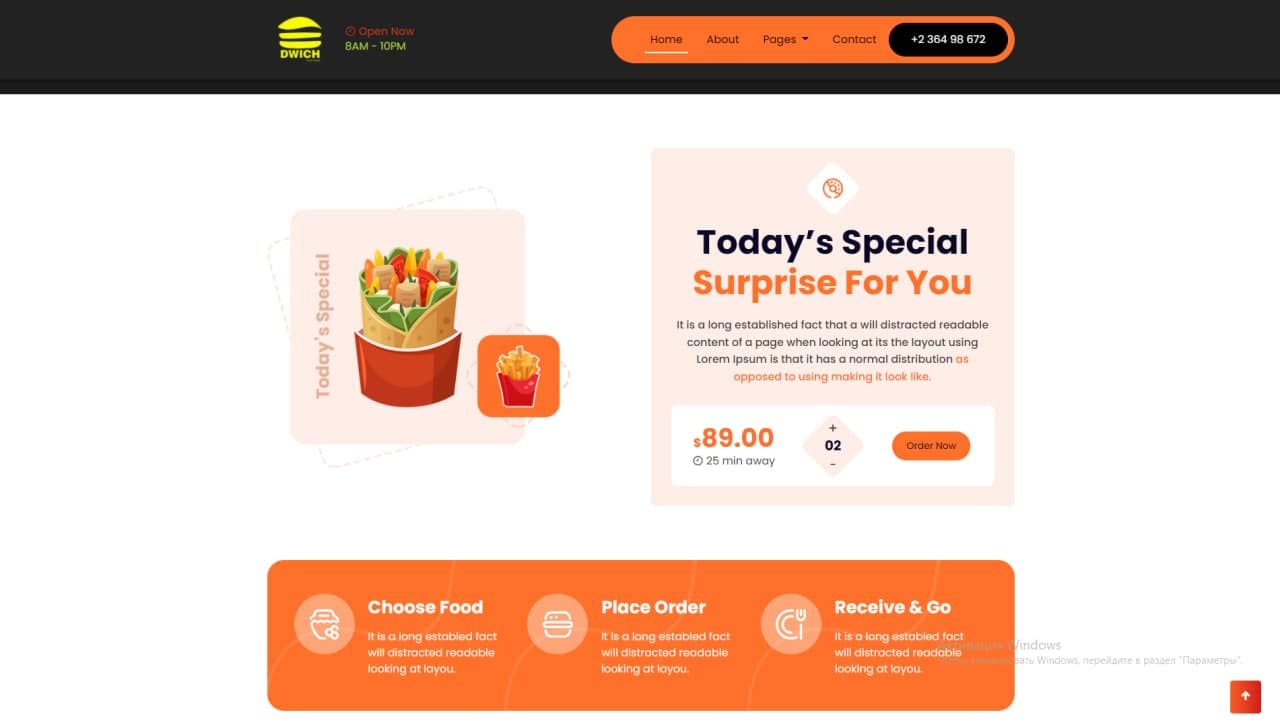 DWICH
Open Now
8AM - 10PM
Home
About
Pages
Contact
+2 364 98 672
Today's Special
Today’s Special
Surprise For You
It is a long established fact that a will distracted readable
content of a page when looking at its the layout using
Lorem Ipsum is that it has a normal distribution as
opposed to using making it look like.
$89.00
25 min away
+
02
-
Order Now
Choose Food
It is a long establed fact
will distracted readable
looking at layou.
Place Order
It is a long establed fact
will distracted readable
looking at layou.
Receive & Go
It is a long establed fact
will distracted readable
looking at layou.
Windows
Windows, перейдите в раздел "Параметры".